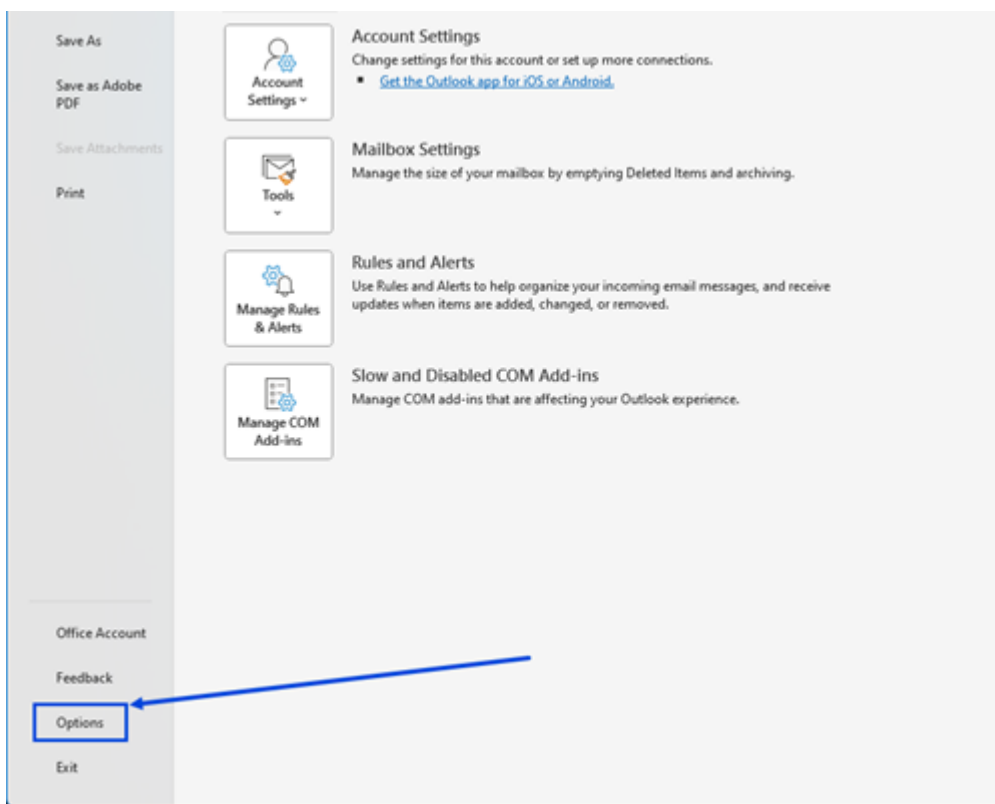 Save As
Save as Adobe
PDF
Save Attachments
Print
Account
Settings
Account Settings
Change settings for this account or set up more connections.
Get the Outlook app for iOS or Android.
Tools
Mailbox Settings
Manage the size of your mailbox by emptying Deleted Items and archiving.
Manage Rules
& Alerts
Rules and Alerts
Use Rules and Alerts to help organize your incoming email messages, and receive
updates when items are added, changed, or removed.
Manage COM
Add-ins
Slow and Disabled COM Add-ins
Manage COM add-ins that are affecting your Outlook experience.
Office Account
Feedback
Options
Exit